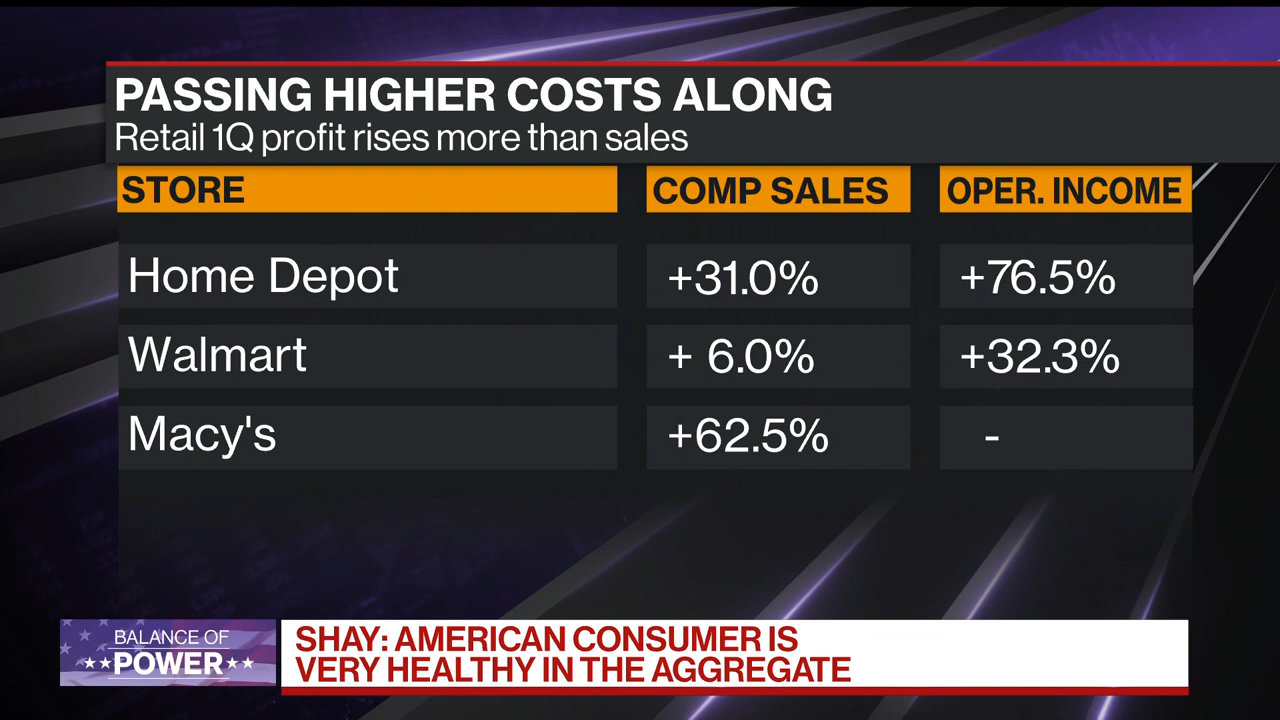 PASSING HIGHER COSTS ALONG
Retail 1Q profit rises more than sales
STORE COMP SALES OPER. INCOME
Home Depot +31.0% +76.5%
Walmart + 6.0% +32.3%
Macy's +62.5% -
BALANCE OF
POWER
SHAY: AMERICAN CONSUMER IS
VERY HEALTHY IN THE AGGREGATE